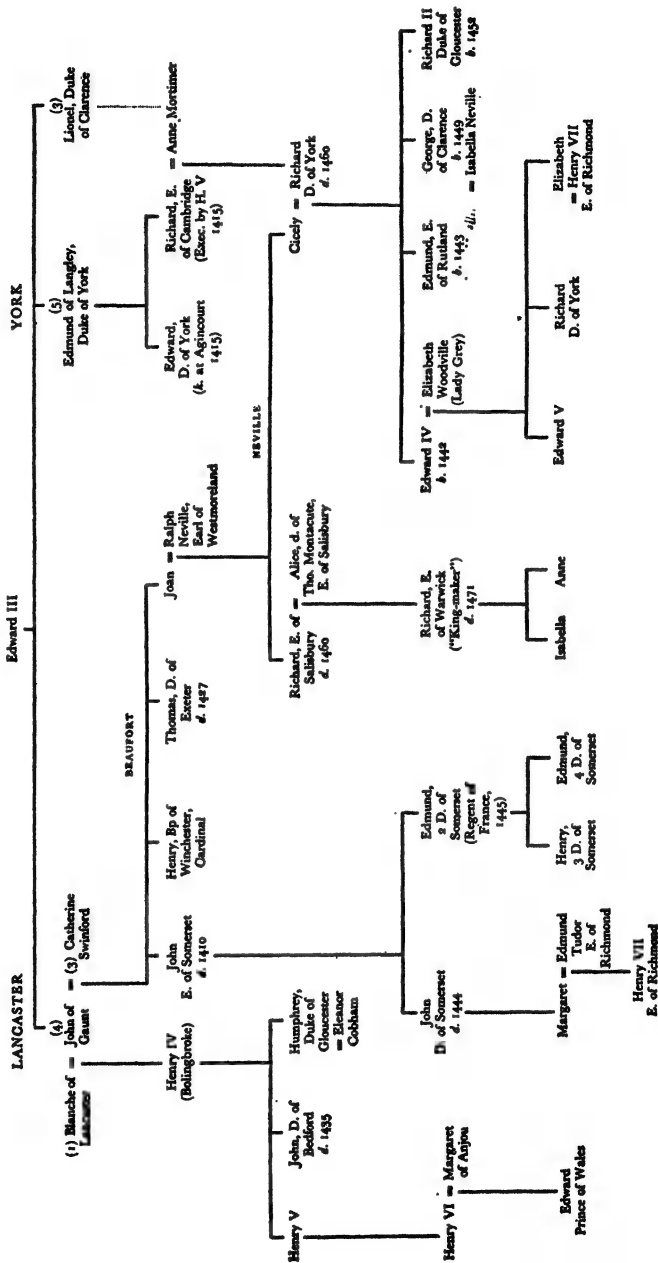 Edward III
LANCASTER
YORK
(4)
(5)
(3)
(1) Blanche of = John of = (3) Catherine
Lancaster
Gaunt
Swinford
Edmund of Langley,
Duke of York
Lionel, Duke
of Clarence
BEAUFORT
Henry IV
(Bolingbroke)
John
E. of Somerset
d. 1410
Henry, Bp of
Winchester,
Cardinal
Thomas, D. of
Exeter
d. 1427
Joan = Ralph
Neville,
Earl of
Westmoreland
Edward,
D. of York
(k. at Agincourt
1415)
Richard, E.
of Cambridge
(Exec. by H. V
1415)
= Anne Mortimer
NEVILLE
Henry V
John, D. of
Bedford
d. 1435
Humphrey,
Duke of
Gloucester
= Eleanor
Cobham
Richard, E. of =
Salisbury
d. 1460
Alice, d. of
Tho. Montacute,
E. of Salisbury
Cicely = Richard
D. of York
d. 1460
John
D. of Somerset
d. 1444
Edmund,
2 D. of
Somerset
(Regent of
France,
1445)
Henry VI = Margaret
of Anjou
Richard, E.
of Warwick
("King-maker")
d. 1471
Edward IV =
b. 1442
Elizabeth
Woodville
(Lady Grey)
Edmund, E.
of Rutland
b. 1443
George, D.
of Clarence
b. 1449
= Isabella Neville
Richard II
Duke of
Gloucester
b. 1452
Edward
Prince of Wales
Margaret = Edmund
Tudor
E. of
Richmond
Henry,
3 D. of
Somerset
Edmund,
4 D. of
Somerset
Isabella
Anne
Edward V
Richard
D. of York
Elizabeth
= Henry VII
E. of Richmond
Henry VII
E. of Richmond